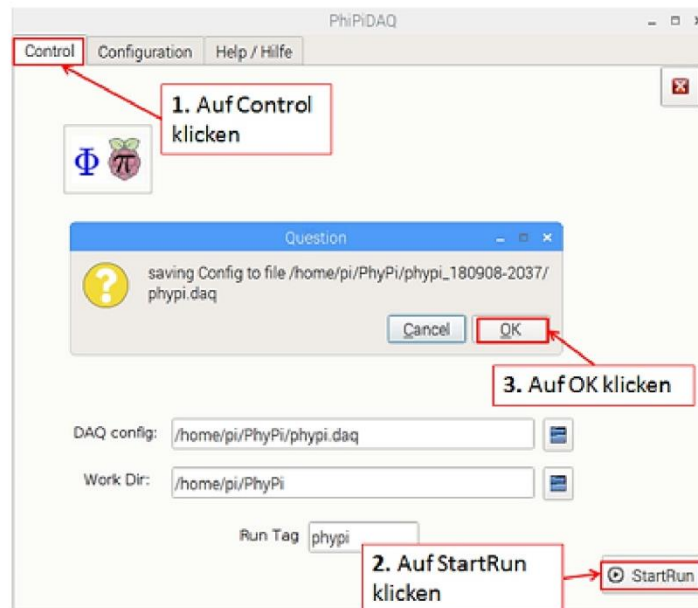 PhiPiDAQ
Control Configuration Help / Hilfe
1. Auf Control
klicken
Φ π
Question
saving Config to file /home/pi/PhyPi/phypi_180908-2037/
phypi.daq
Cancel OK
3. Auf OK klicken
DAQ config: /home/pi/PhyPi/phypi.daq
Work Dir: /home/pi/PhyPi
Run Tag phypi
2. Auf StartRun
klicken
StartRun